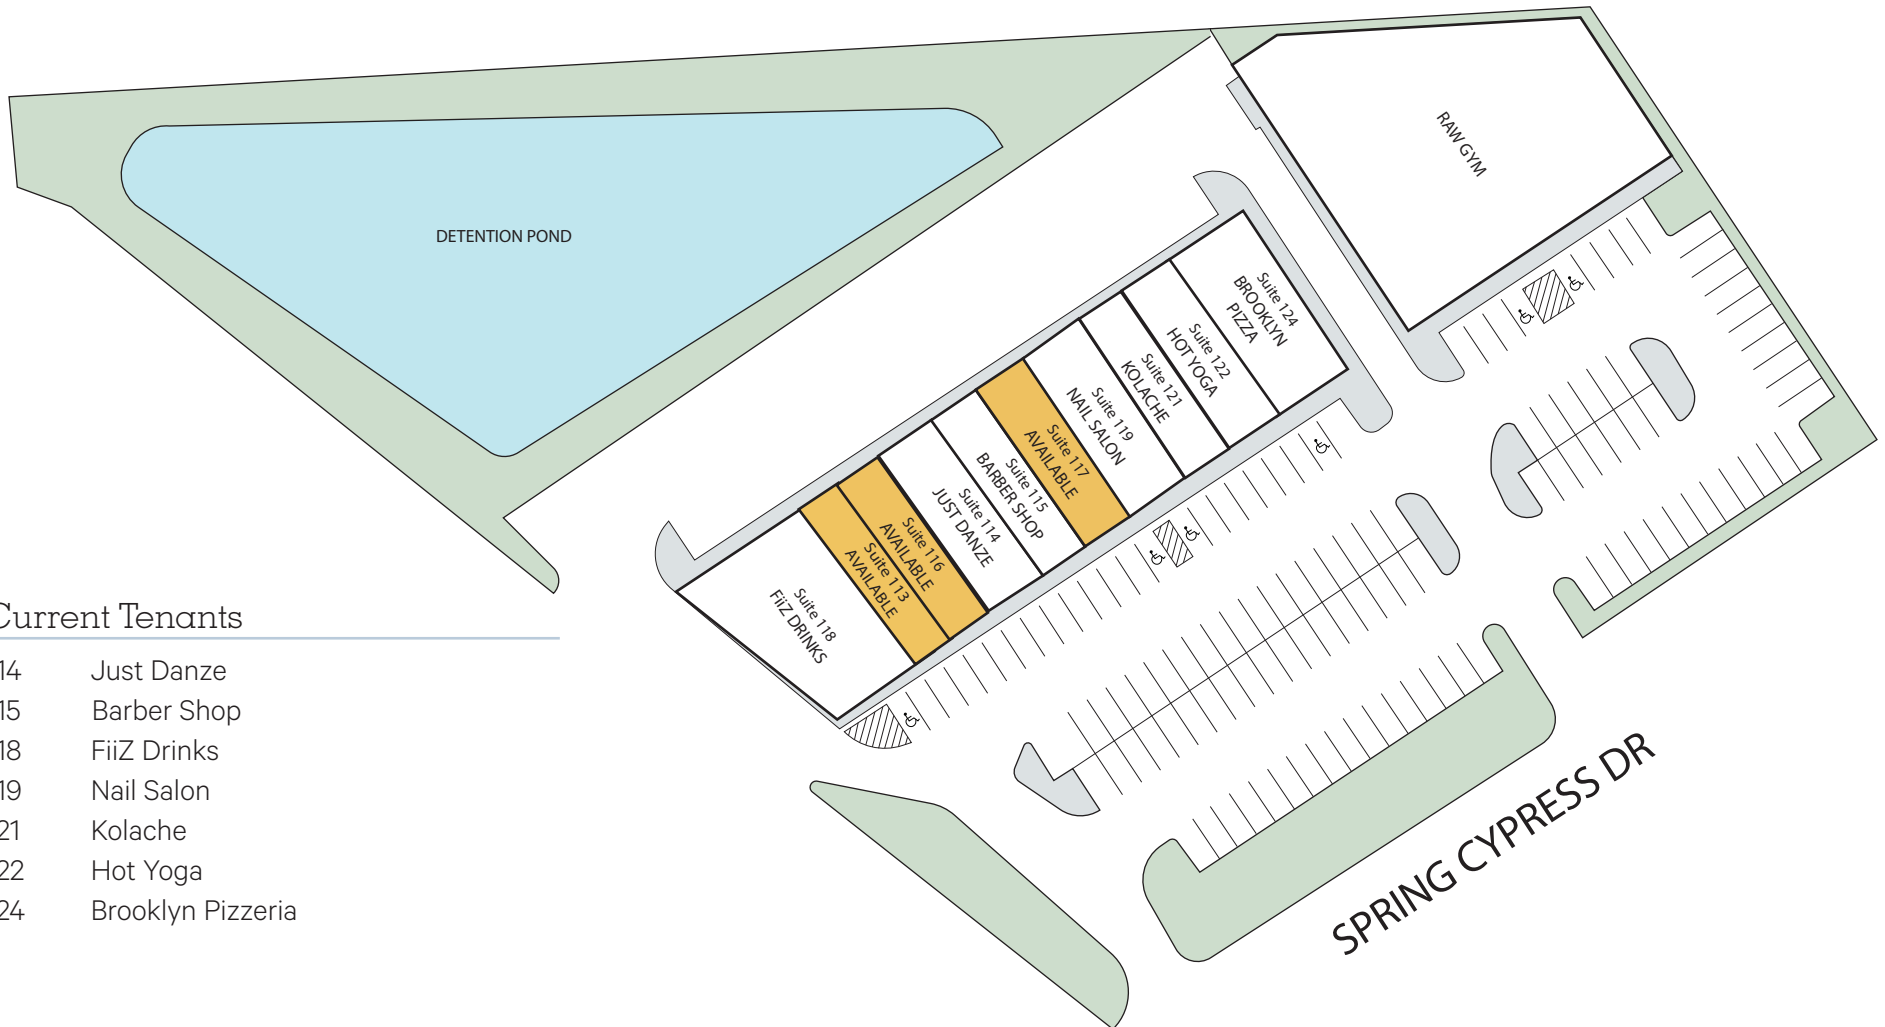 DETENTION POND
RAW GYM
Suite 124
BROOKLYN
PIZZA
Suite 122
HOT YOGA
Suite 121
KOLACHE
Suite 119
NAIL SALON
Suite 117
AVAILABLE
Suite 115
BARBER SHOP
Suite 114
JUST DANZE
Suite 116
AVAILABLE
Suite 113
AVAILABLE
Suite 118
FiiZ DRINKS
Current Tenants
14 Just Danze
15 Barber Shop
18 FiiZ Drinks
19 Nail Salon
21 Kolache
22 Hot Yoga
24 Brooklyn Pizzeria
SPRING CYPRESS DR